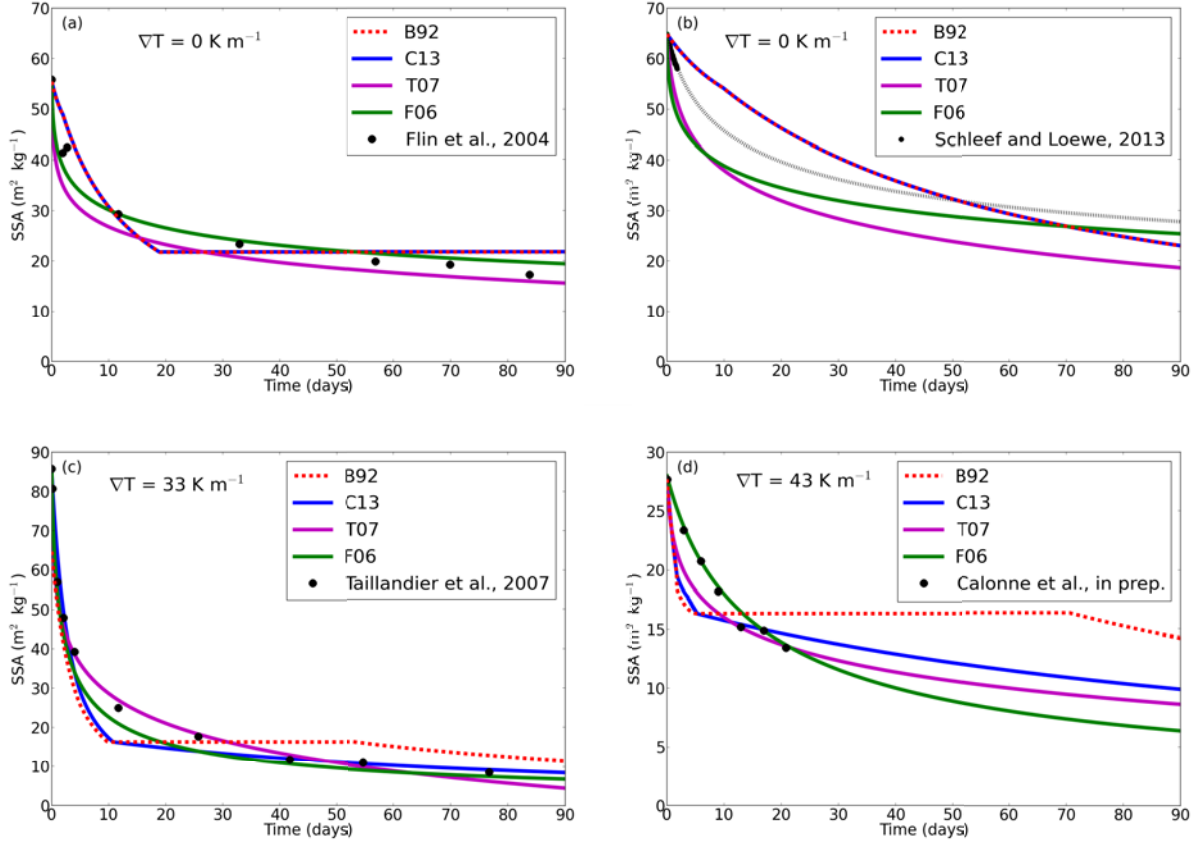 (a)
∇T = 0 K m⁻¹
B92
C13
T07
F06
Flin et al., 2004
SSA (m² kg⁻¹)
70
60
50
40
30
20
10
0
0 10 20 30 40 50 60 70 80 90
Time (days)
(b)
∇T = 0 K m⁻¹
B92
C13
T07
F06
Schleef and Loewe, 2013
SSA (m² kg⁻¹)
70
60
50
40
30
20
10
0
0 10 20 30 40 50 60 70 80 90
Time (days)
(c)
∇T = 33 K m⁻¹
B92
C13
T07
F06
Taillandier et al., 2007
SSA (m² kg⁻¹)
90
80
70
60
50
40
30
20
10
0
0 10 20 30 40 50 60 70 80 90
Time (days)
(d)
∇T = 43 K m⁻¹
B92
C13
T07
F06
Calonne et al., in prep.
SSA (m² kg⁻¹)
30
25
20
15
10
5
0
0 10 20 30 40 50 60 70 80 90
Time (days)